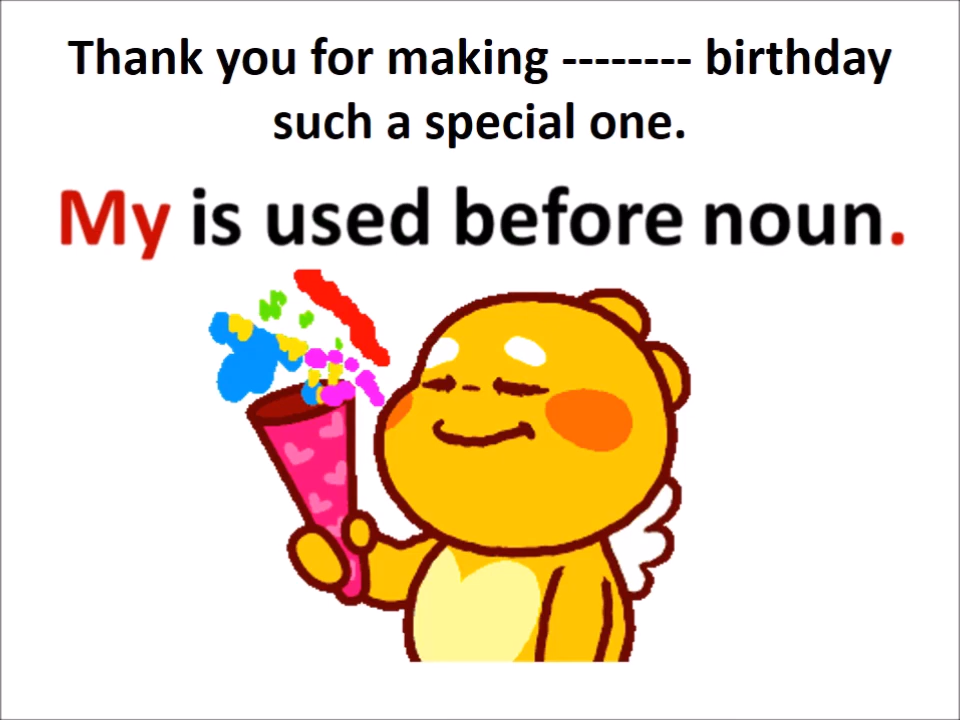 Thank you for making -------- birthday
such a special one.
My is used before noun.